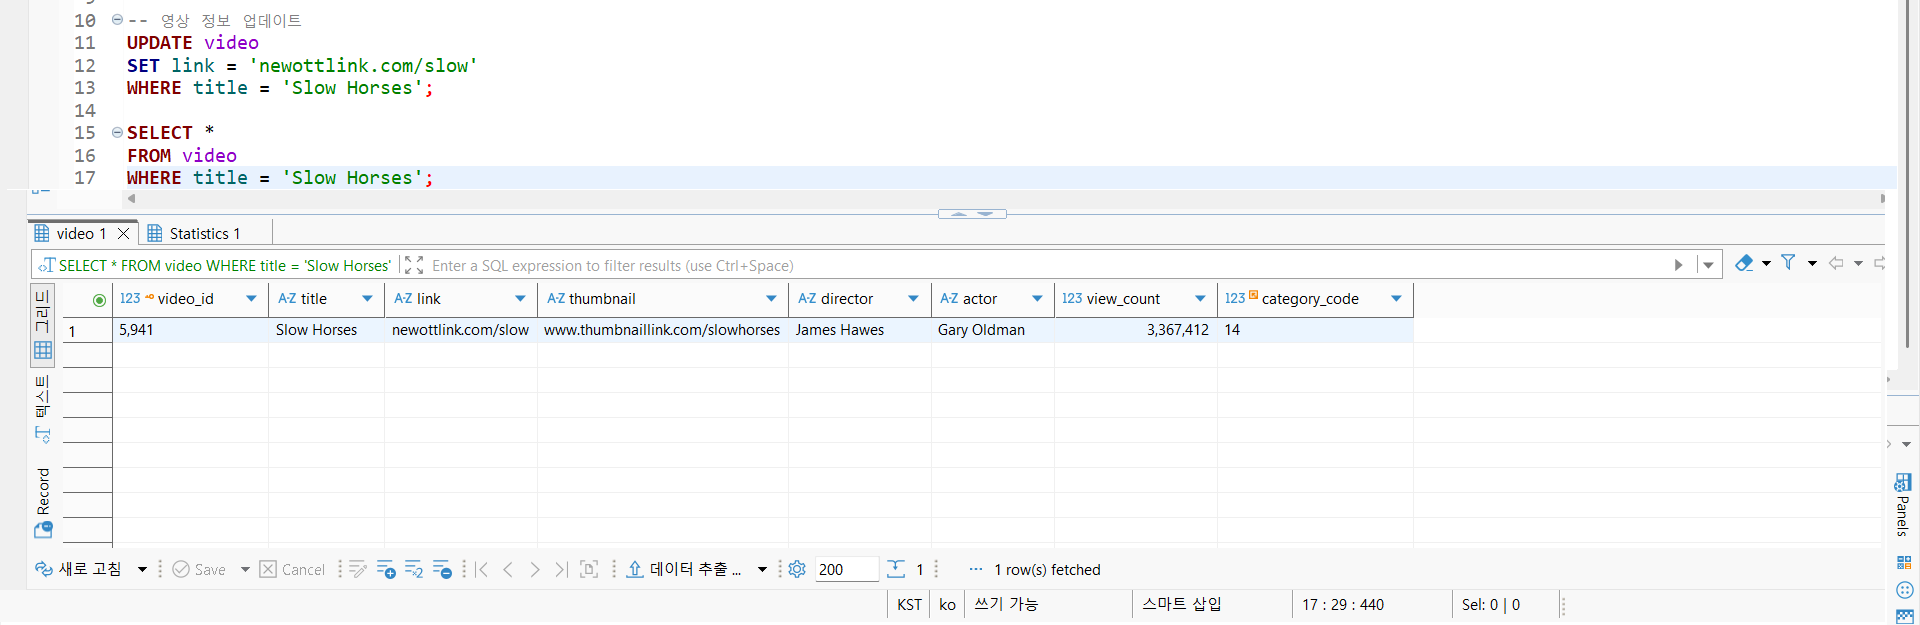 10 -- 영상 정보 업데이트
11 UPDATE video
12 SET link = 'newottlink.com/slow'
13 WHERE title = 'Slow Horses';
14
15 SELECT *
16 FROM video
17 WHERE title = 'Slow Horses';
video 1 Statistics 1
SELECT * FROM video WHERE title = 'Slow Horses' Enter a SQL expression to filter results (use Ctrl+Space)
그리드
텍스트
Record
123 video_id A-Z title A-Z link A-Z thumbnail A-Z director A-Z actor 123 view_count 123 category_code
1 5,941 Slow Horses newottlink.com/slow www.thumbnaillink.com/slowhorses James Hawes Gary Oldman 3,367,412 14
Panels
새로 고침 Save Cancel 데이터 추출 ... 200 1 ... 1 row(s) fetched
KST ko 쓰기 가능 스마트 삽입 17 : 29 : 440 Sel: 0 | 0